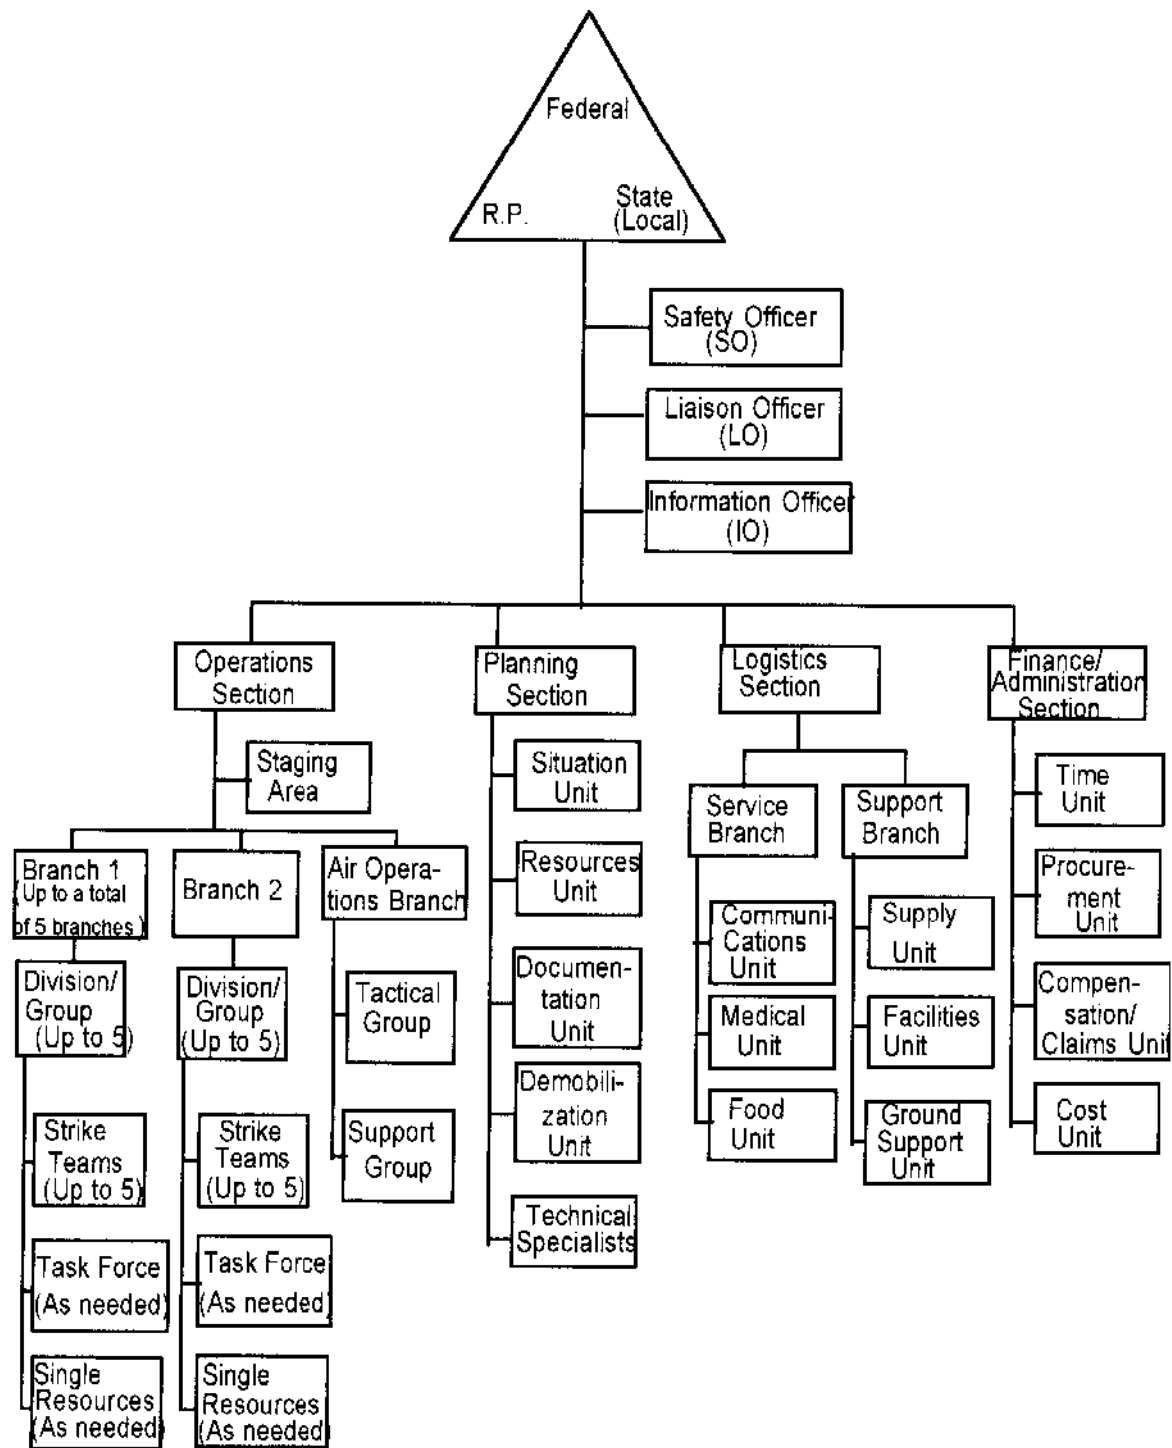 Federal
R.P.
State
(Local)
Safety Officer
(SO)
Liaison Officer
(LO)
Information Officer
(IO)
Operations
Section
Planning
Section
Logistics
Section
Finance/
Administration
Section
Staging
Area
Branch 1
(Up to a total
of 5 branches)
Branch 2
Air Opera-
tions Branch
Division/
Group
(Up to 5)
Division/
Group
(Up to 5)
Tactical
Group
Support
Group
Strike
Teams
(Up to 5)
Strike
Teams
(Up to 5)
Task Force
(As needed)
Task Force
(As needed)
Single
Resources
(As needed)
Single
Resources
(As needed)
Situation
Unit
Resources
Unit
Documen-
tation
Unit
Demobili-
zation
Unit
Technical
Specialists
Service
Branch
Support
Branch
Communi-
Cations
Unit
Medical
Unit
Food
Unit
Supply
Unit
Facilities
Unit
Ground
Support
Unit
Time
Unit
Procure-
ment
Unit
Compen-
sation/
Claims Unit
Cost
Unit